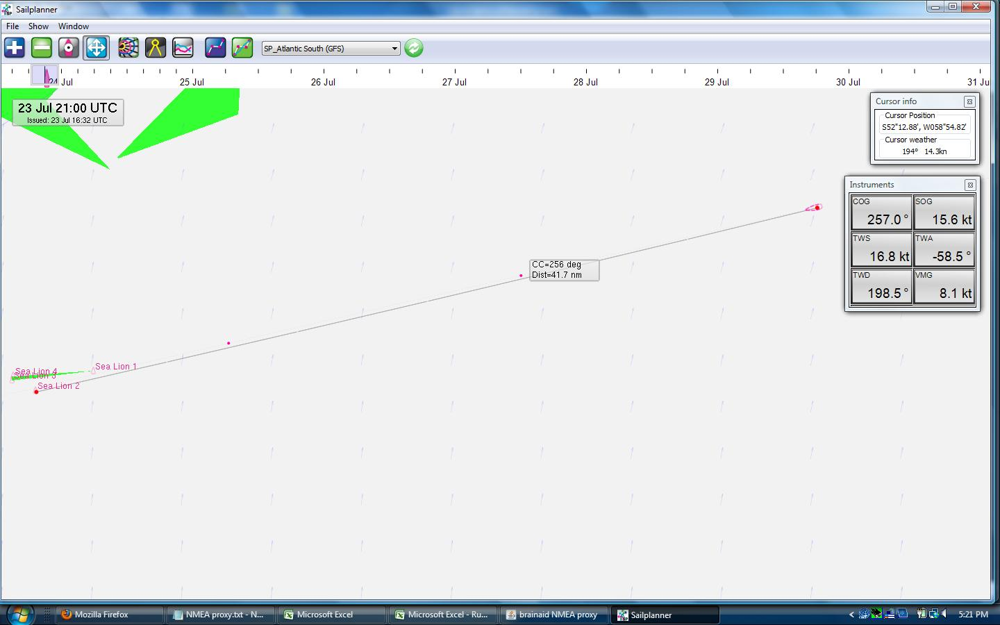 Sailplanner
File Show Window
SP_Atlantic South (GFS)
24 Jul 25 Jul 26 Jul 27 Jul 28 Jul 29 Jul 30 Jul 31 Ju
23 Jul 21:00 UTC
Issued: 23 Jul 16:32 UTC
Cursor info
Cursor Position
S52"12.88', W058"54.82'
Cursor weather
194° 14.3kn
Instruments
COG SOG
257.0 ° 15.6 kt
TWS TWA
16.8 kt -58.5 °
TWD VMG
198.5 ° 8.1 kt
CC=256 deg
Dist=41.7 nm
Sea Lion 1
Sea Lion 4
Sea Lion 3
Sea Lion 2
Mozilla Firefox
NMEA proxy.txt - N...
Microsoft Excel
Microsoft Excel - Ru...
brainaid NMEA proxy
Sailplanner
5:21 PM